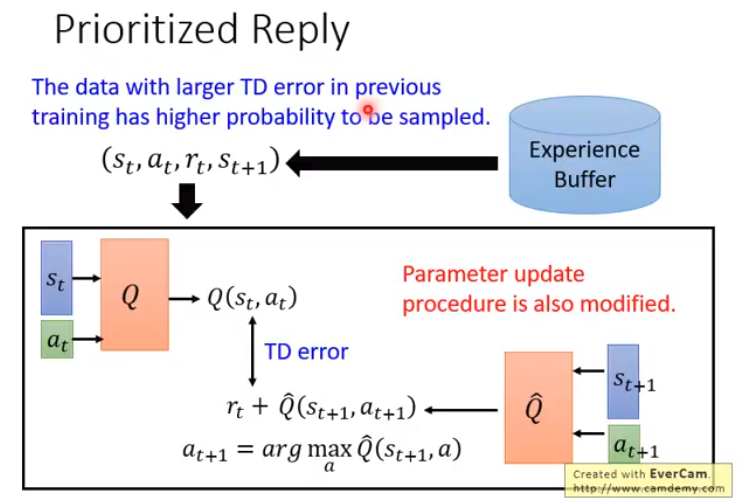 Prioritized Reply
The data with larger TD error in previous
training has higher probability to be sampled.
(s_t, a_t, r_t, s_{t+1})
Experience
Buffer
s_t
Q
Q(s_t, a_t)
a_t
Parameter update
procedure is also modified.
TD error
r_t + Q̂(s_{t+1}, a_{t+1})
Q̂
s_{t+1}
a_{t+1} = arg max_a Q̂(s_{t+1}, a)
a_{t+1}
Created with EverCam.
http://www.camdemy.com